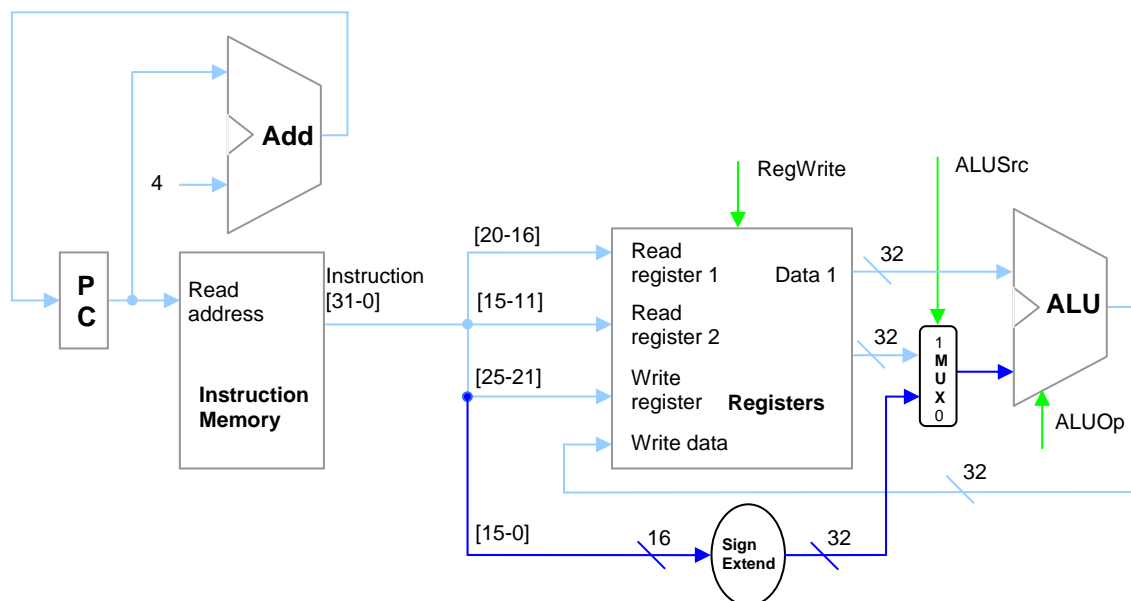 Add
4
RegWrite
ALUSrc
P
C
Read
address
Instruction
Memory
Instruction
[31-0]
[20-16]
[15-11]
[25-21]
[15-0]
Read
register 1
Data 1
Read
register 2
Write
register
Registers
Write data
32
32
1
M
U
X
0
ALU
ALUOp
32
16
Sign
Extend
32